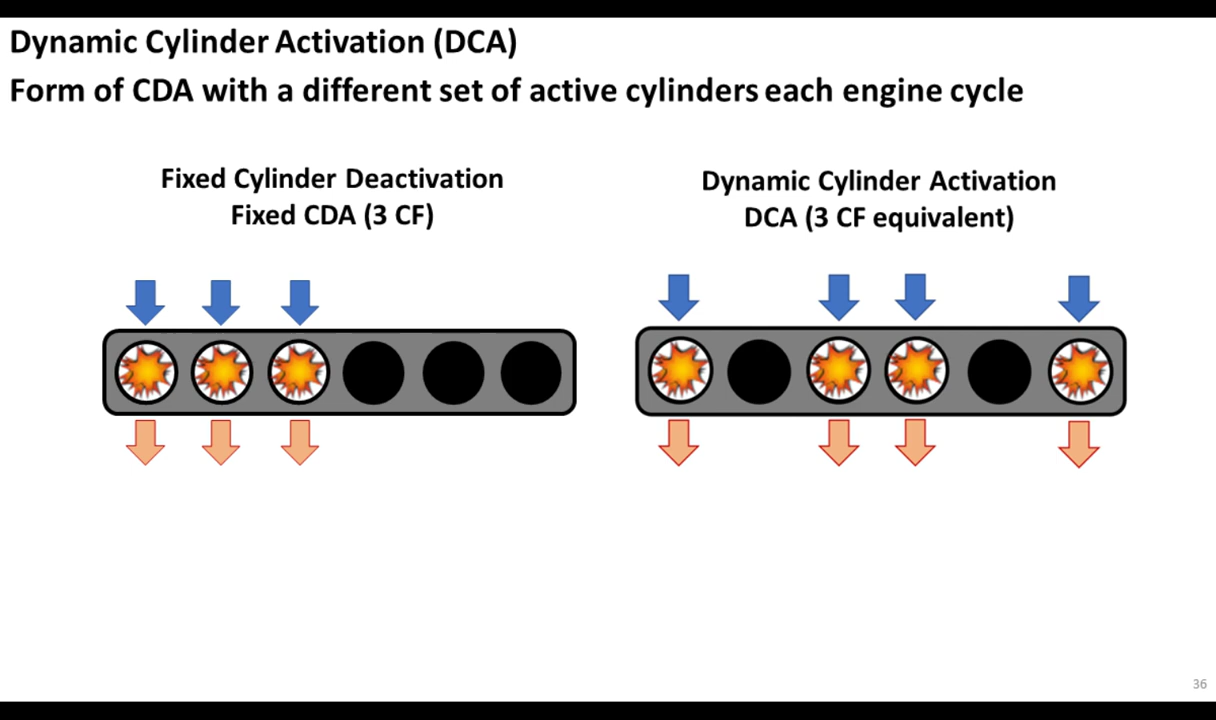 Dynamic Cylinder Activation (DCA)
Form of CDA with a different set of active cylinders each engine cycle
Fixed Cylinder Deactivation
Fixed CDA (3 CF)
Dynamic Cylinder Activation
DCA (3 CF equivalent)
36